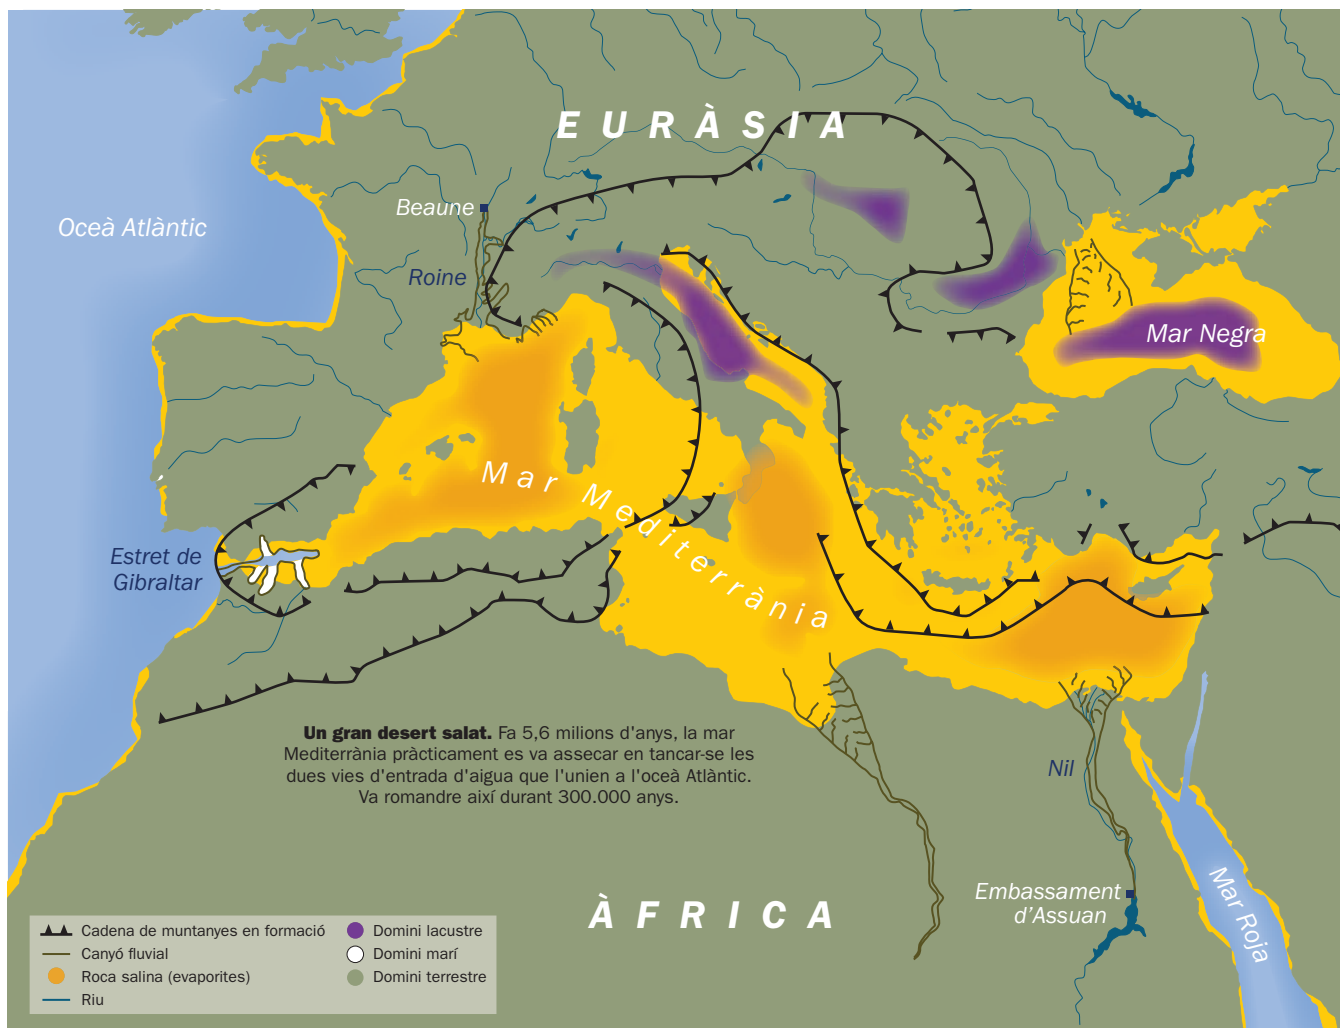 EURÀSIA
Oceà Atlàntic
Beaune
Roine
Mar Negra
Mar Mediterrània
Estret de
Gibraltar
Un gran desert salat. Fa 5,6 milions d'anys, la mar
Mediterrània pràcticament es va assecar en tancar-se les
dues vies d'entrada d'aigua que l'unien a l'oceà Atlàntic.
Va romandre així durant 300.000 anys.
Nil
Embassament
d'Assuan
Mar Roja
ÀFRICA
Cadena de muntanyes en formació
Canyó fluvial
Roca salina (evaporites)
Riu
Domini lacustre
Domini marí
Domini terrestre